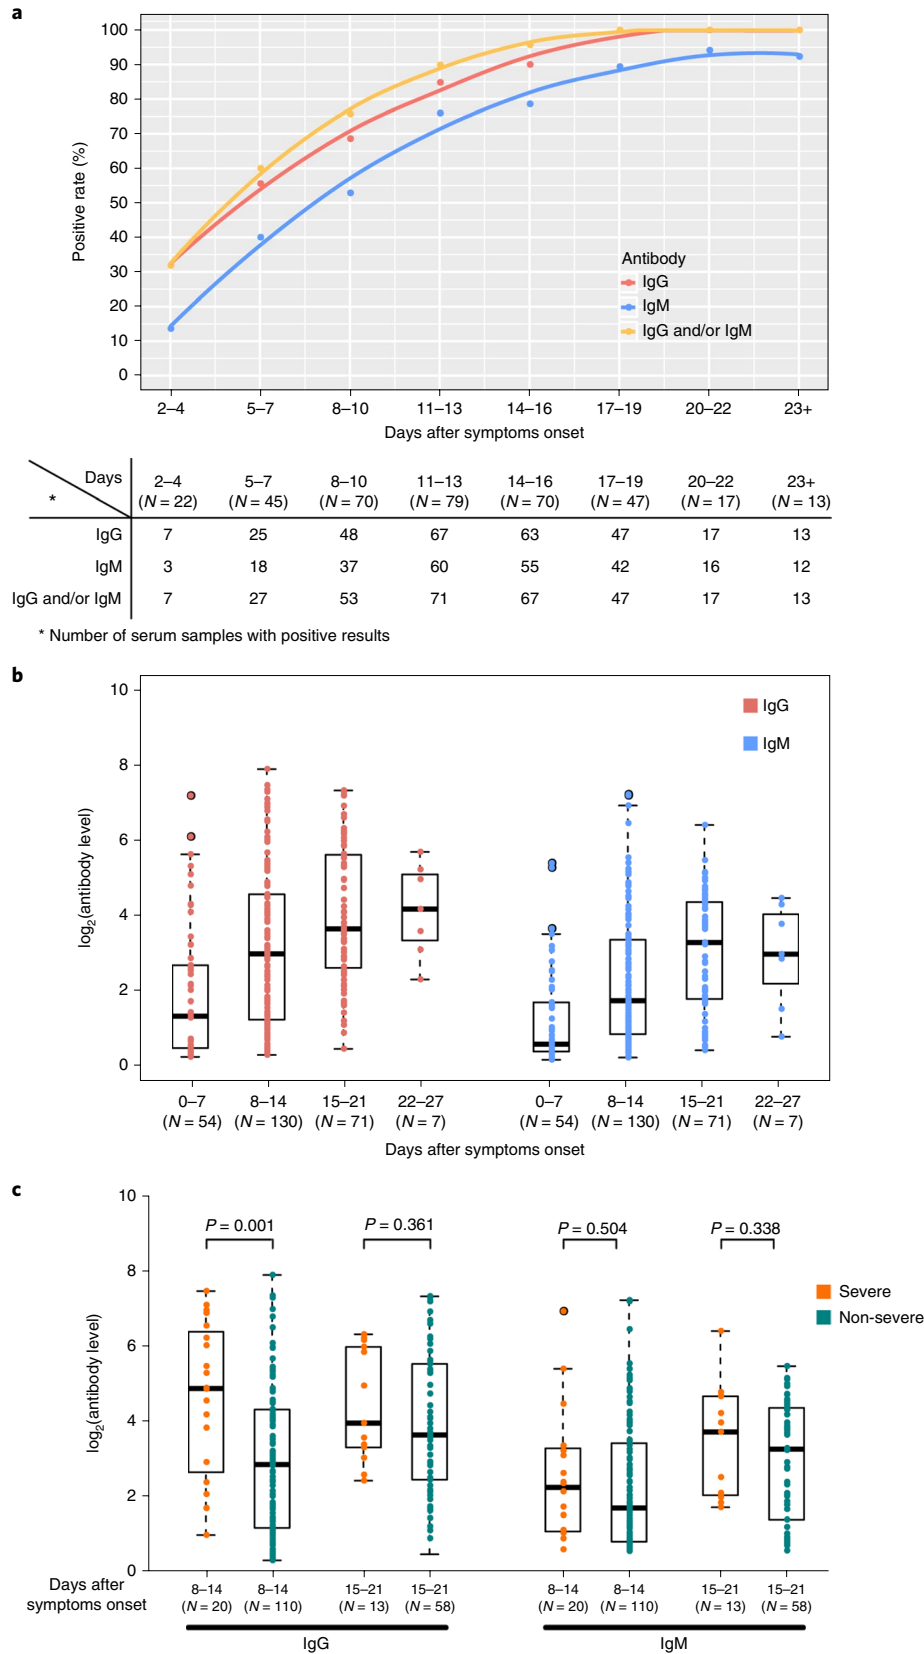 a
100
90
80
70
60
50
40
30
20
10
0
Positive rate (%)
Antibody
IgG
IgM
IgG and/or IgM
2–4 5–7 8–10 11–13 14–16 17–19 20–22 23+
Days after symptoms onset
Days 2–4 5–7 8–10 11–13 14–16 17–19 20–22 23+
* (N = 22) (N = 45) (N = 70) (N = 79) (N = 70) (N = 47) (N = 17) (N = 13)
IgG 7 25 48 67 63 47 17 13
IgM 3 18 37 60 55 42 16 12
IgG and/or IgM 7 27 53 71 67 47 17 13
* Number of serum samples with positive results
b
10
8
6
4
2
0
log2(antibody level)
IgG
IgM
0–7 8–14 15–21 22–27 0–7 8–14 15–21 22–27
(N = 54) (N = 130) (N = 71) (N = 7) (N = 54) (N = 130) (N = 71) (N = 7)
Days after symptoms onset
c
10
8
6
4
2
0
log2(antibody level)
P = 0.001 P = 0.361 P = 0.504 P = 0.338
Severe
Non-severe
Days after
symptoms onset
8–14 8–14 15–21 15–21 8–14 8–14 15–21 15–21
(N = 20) (N = 110) (N = 13) (N = 58) (N = 20) (N = 110) (N = 13) (N = 58)
IgG IgM